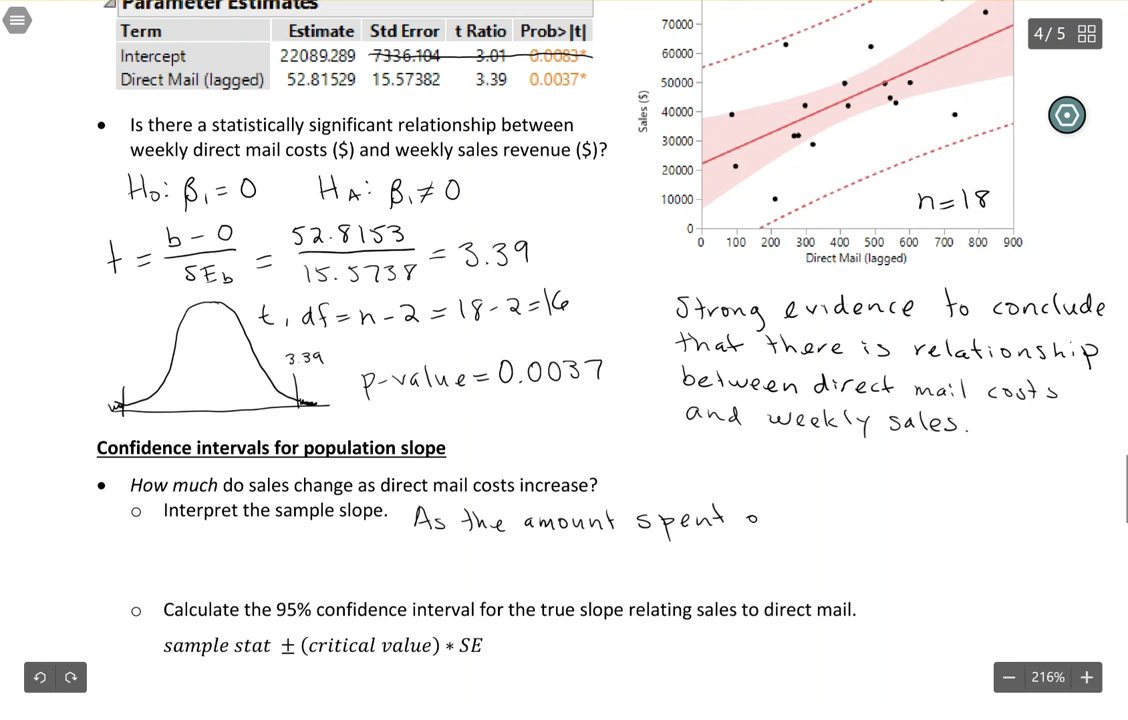 Parameter Estimates
Term Estimate Std Error t Ratio Prob>|t|
Intercept 22089.289 7336.104 3.01 0.0083*
Direct Mail (lagged) 52.81529 15.57382 3.39 0.0037*
• Is there a statistically significant relationship between
weekly direct mail costs ($) and weekly sales revenue ($)?
H₀: β₁ = 0 H_A: β₁ ≠ 0
t = (b - 0)/SE_b = 52.8153/15.5738 = 3.39
t, df = n - 2 = 18 - 2 = 16
3.39
p-value = 0.0037
Sales ($)
70000
60000
50000
40000
30000
20000
10000
0
n = 18
0 100 200 300 400 500 600 700 800 900
Direct Mail (lagged)
4 / 5
Strong evidence to conclude
that there is relationship
between direct mail costs
and weekly sales.
Confidence intervals for population slope
• How much do sales change as direct mail costs increase?
o Interpret the sample slope. As the amount spent o
o Calculate the 95% confidence interval for the true slope relating sales to direct mail.
sample stat ± (critical value) * SE
− 216% +